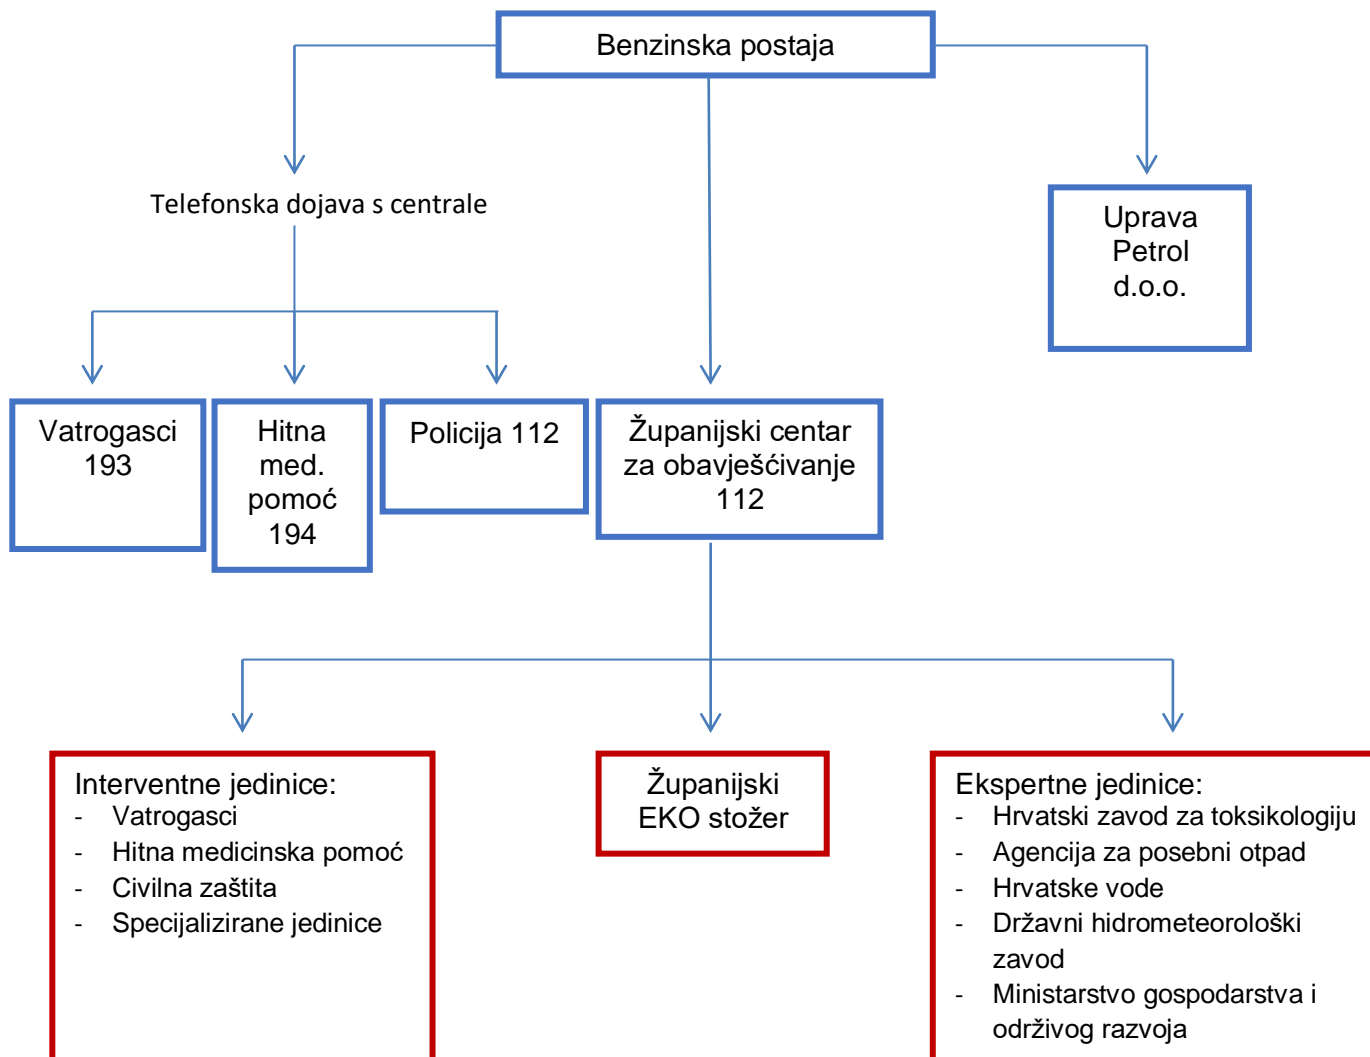 Benzinska postaja
Telefonska dojava s centrale
Uprava
Petrol
d.o.o.
Vatrogasci
193
Hitna
med.
pomoć
194
Policija 112
Županijski centar
za obavješćivanje
112
Interventne jedinice:
- Vatrogasci
- Hitna medicinska pomoć
- Civilna zaštita
- Specijalizirane jedinice
Županijski
EKO stožer
Ekspertne jedinice:
- Hrvatski zavod za toksikologiju
- Agencija za posebni otpad
- Hrvatske vode
- Državni hidrometeorološki
zavod
- Ministarstvo gospodarstva i
održivog razvoja